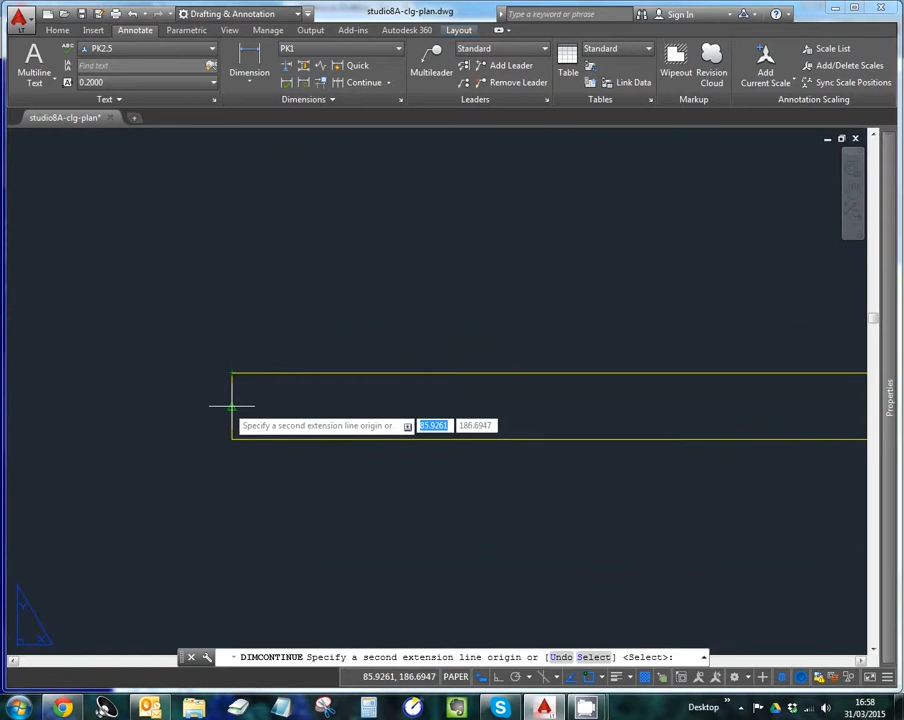 Drafting & Annotation
studio8A-clg-plan.dwg
Type a keyword or phrase
Sign In
LT
Home Insert Annotate Parametric View Manage Output Add-ins Autodesk 360 Layout
PK2.5
Find text
0.2000
Multiline
Text
Text
PK1
Dimension
Quick
Continue
Dimensions
Standard
Multileader
Add Leader
Remove Leader
Leaders
Standard
Table
Link Data
Tables
Wipeout
Revision
Cloud
Markup
Add
Current Scale
Scale List
Add/Delete Scales
Sync Scale Positions
Annotation Scaling
studio8A-clg-plan*
Properties
Specify a second extension line origin or 85.9261 186.6947
Y
X
DIMCONTINUE Specify a second extension line origin or [Undo Select] <Select>:
85.9261, 186.6947 PAPER
Desktop
16:58
31/03/2015